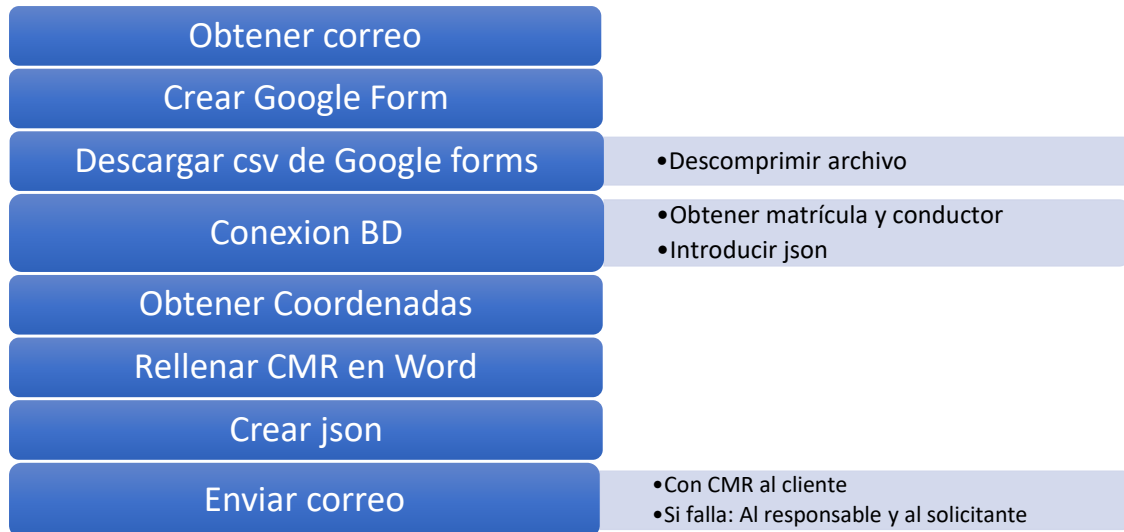 Obtener correo
Crear Google Form
Descargar csv de Google forms
•Descomprimir archivo
Conexion BD
•Obtener matrícula y conductor
•Introducir json
Obtener Coordenadas
Rellenar CMR en Word
Crear json
Enviar correo
•Con CMR al cliente
•Si falla: Al responsable y al solicitante